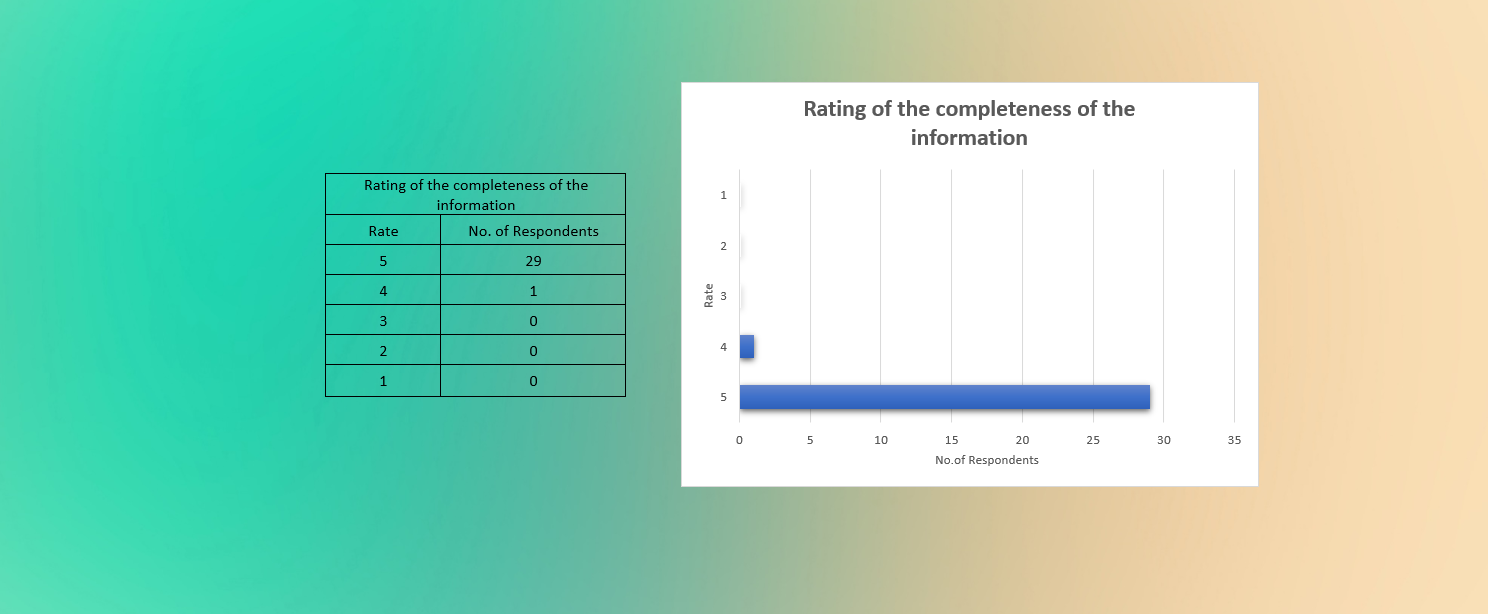 Rating of the completeness of the
information
Rate No. of Respondents
5 29
4 1
3 0
2 0
1 0
Rating of the completeness of the
information
1
2
3
4
5
Rate
0 5 10 15 20 25 30 35
No.of Respondents